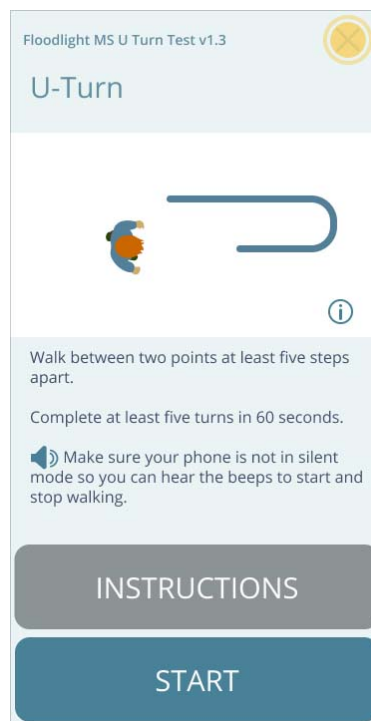 Floodlight MS U Turn Test v1.3
U-Turn
Walk between two points at least five steps
apart.
Complete at least five turns in 60 seconds.
Make sure your phone is not in silent
mode so you can hear the beeps to start and
stop walking.
INSTRUCTIONS
START